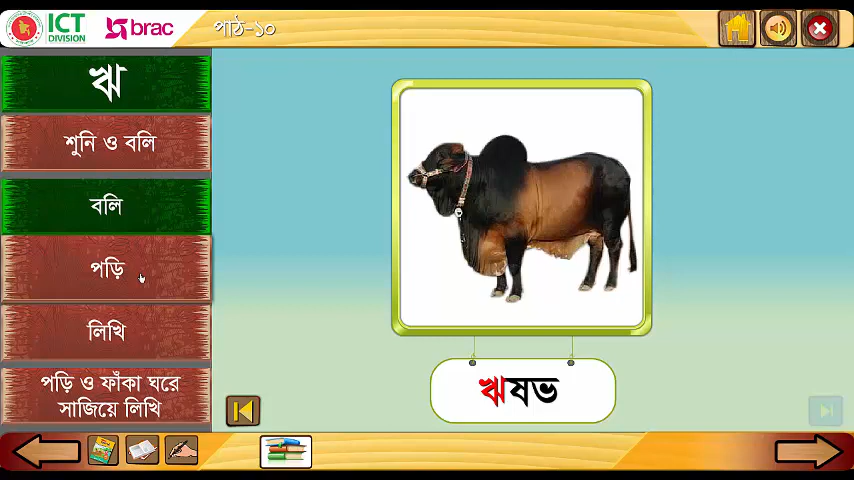 ICT
DIVISION
brac
পাঠ-১০
ঋ
শুনি ও বলি
বলি
পড়ি
লিখি
পড়ি ও ফাঁকা ঘরে
সাজিয়ে লিখি
ঋষভ